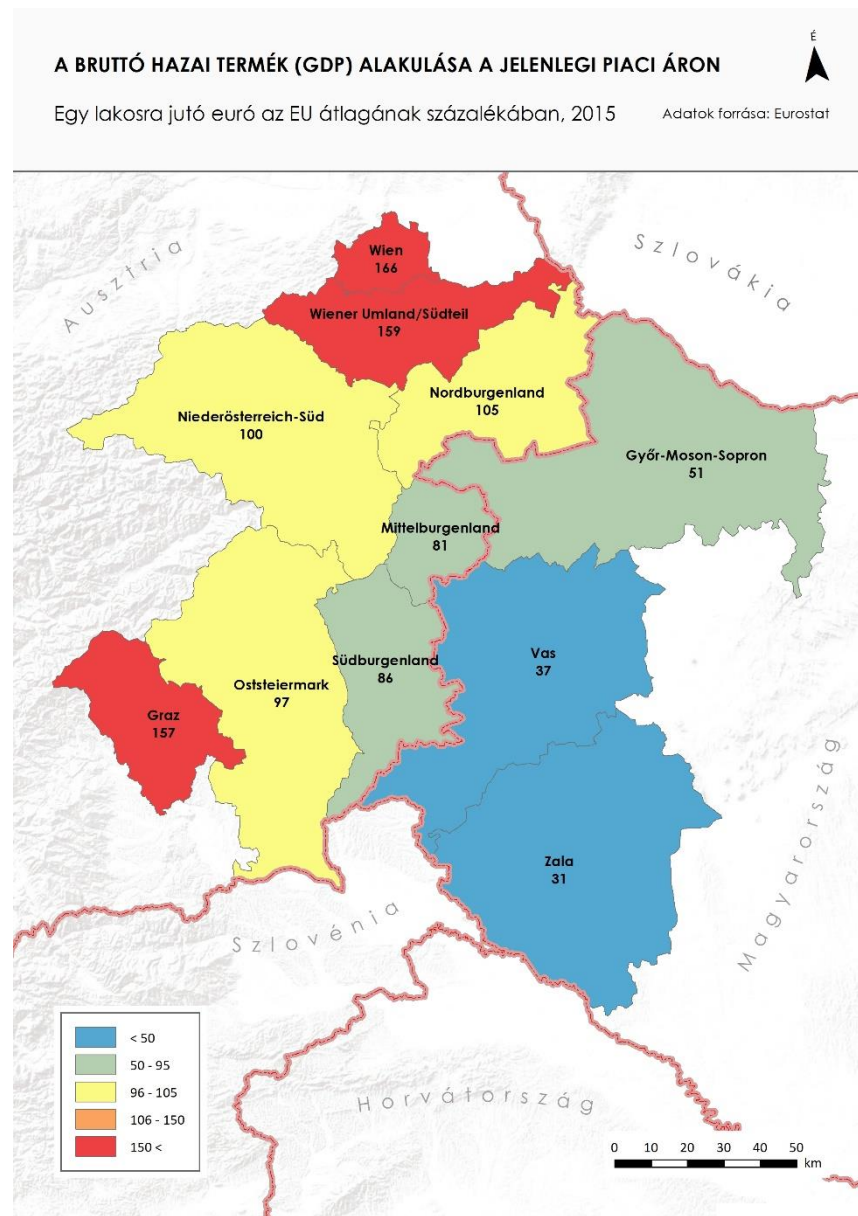 A BRUTTÓ HAZAI TERMÉK (GDP) ALAKULÁSA A JELENLEGI PIACI ÁRON
É
Egy lakosra jutó euró az EU átlagának százalékában, 2015
Adatok forrása: Eurostat
Ausztria
Szlovákia
Wien
166
Wiener Umland/Südteil
159
Nordburgenland
105
Niederösterreich-Süd
100
Győr-Moson-Sopron
51
Mittelburgenland
81
Vas
37
Südburgenland
86
Oststeiermark
97
Graz
157
Magyarország
Zala
31
Szlovénia
Horvátország
< 50
50 - 95
96 - 105
106 - 150
150 <
0 10 20 30 40 50
km